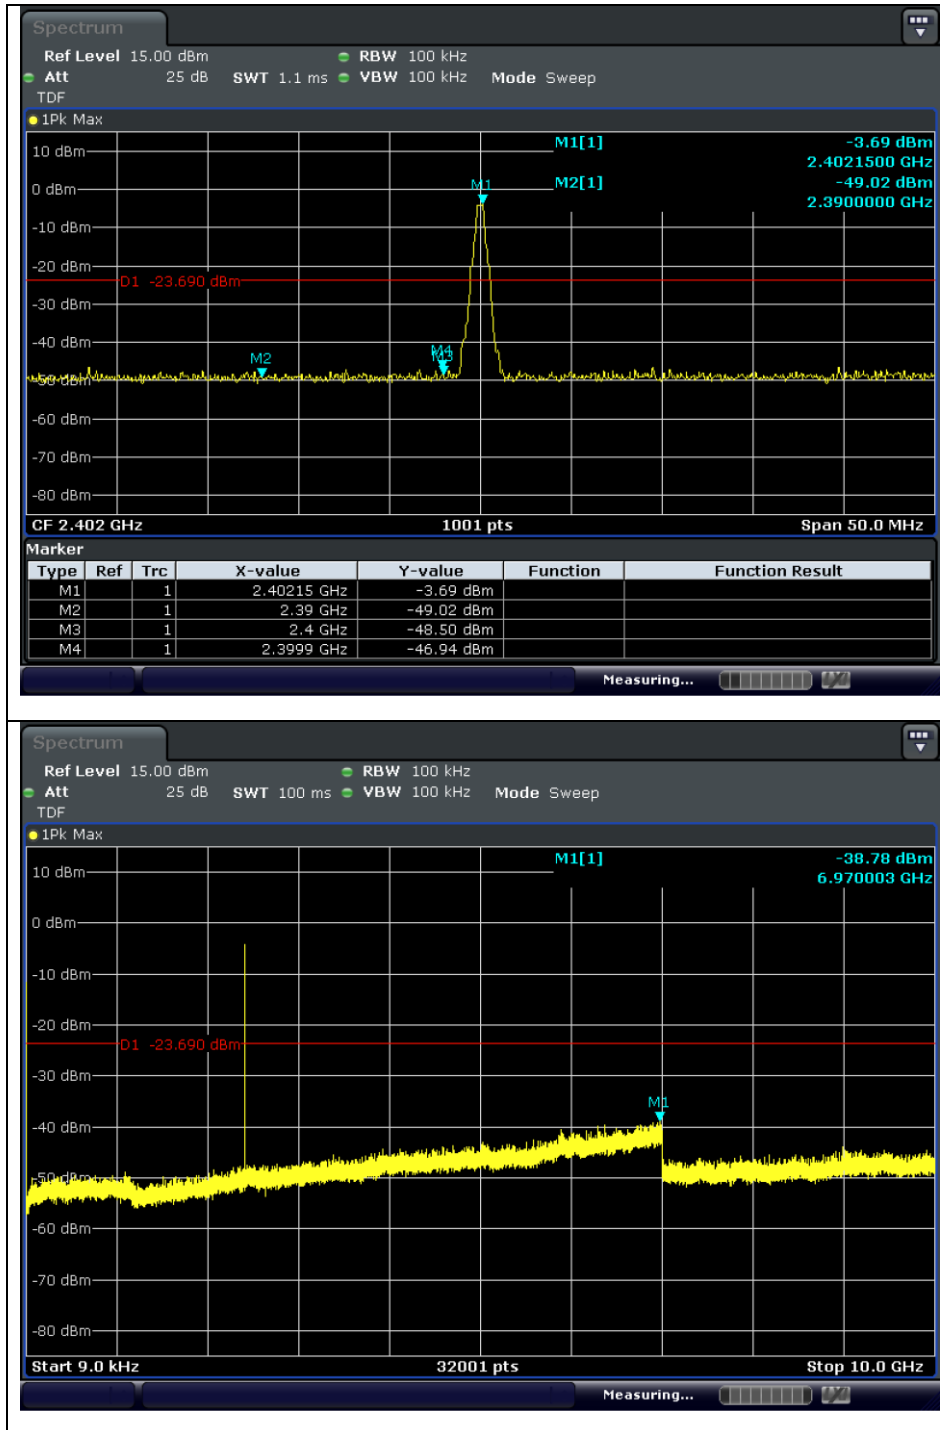 Spectrum
Ref Level 15.00 dBm RBW 100 kHz
Att 25 dB SWT 1.1 ms VBW 100 kHz Mode Sweep
TDF
1Pk Max
M1[1] -3.69 dBm
2.4021500 GHz
M2[1] -49.02 dBm
2.3900000 GHz
10 dBm
0 dBm
M1
-10 dBm
-20 dBm
D1 -23.690 dBm
-30 dBm
-40 dBm
M2
M4
M3
-50 dBm
-60 dBm
-70 dBm
-80 dBm
CF 2.402 GHz 1001 pts Span 50.0 MHz
Marker
Type Ref Trc X-value Y-value Function Function Result
M1 1 2.40215 GHz -3.69 dBm
M2 1 2.39 GHz -49.02 dBm
M3 1 2.4 GHz -48.50 dBm
M4 1 2.3999 GHz -46.94 dBm
Measuring...
Spectrum
Ref Level 15.00 dBm RBW 100 kHz
Att 25 dB SWT 100 ms VBW 100 kHz Mode Sweep
TDF
1Pk Max
M1[1] -38.78 dBm
6.970003 GHz
10 dBm
0 dBm
-10 dBm
-20 dBm
D1 -23.690 dBm
-30 dBm
M1
-40 dBm
-50 dBm
-60 dBm
-70 dBm
-80 dBm
Start 9.0 kHz 32001 pts Stop 10.0 GHz
Measuring...